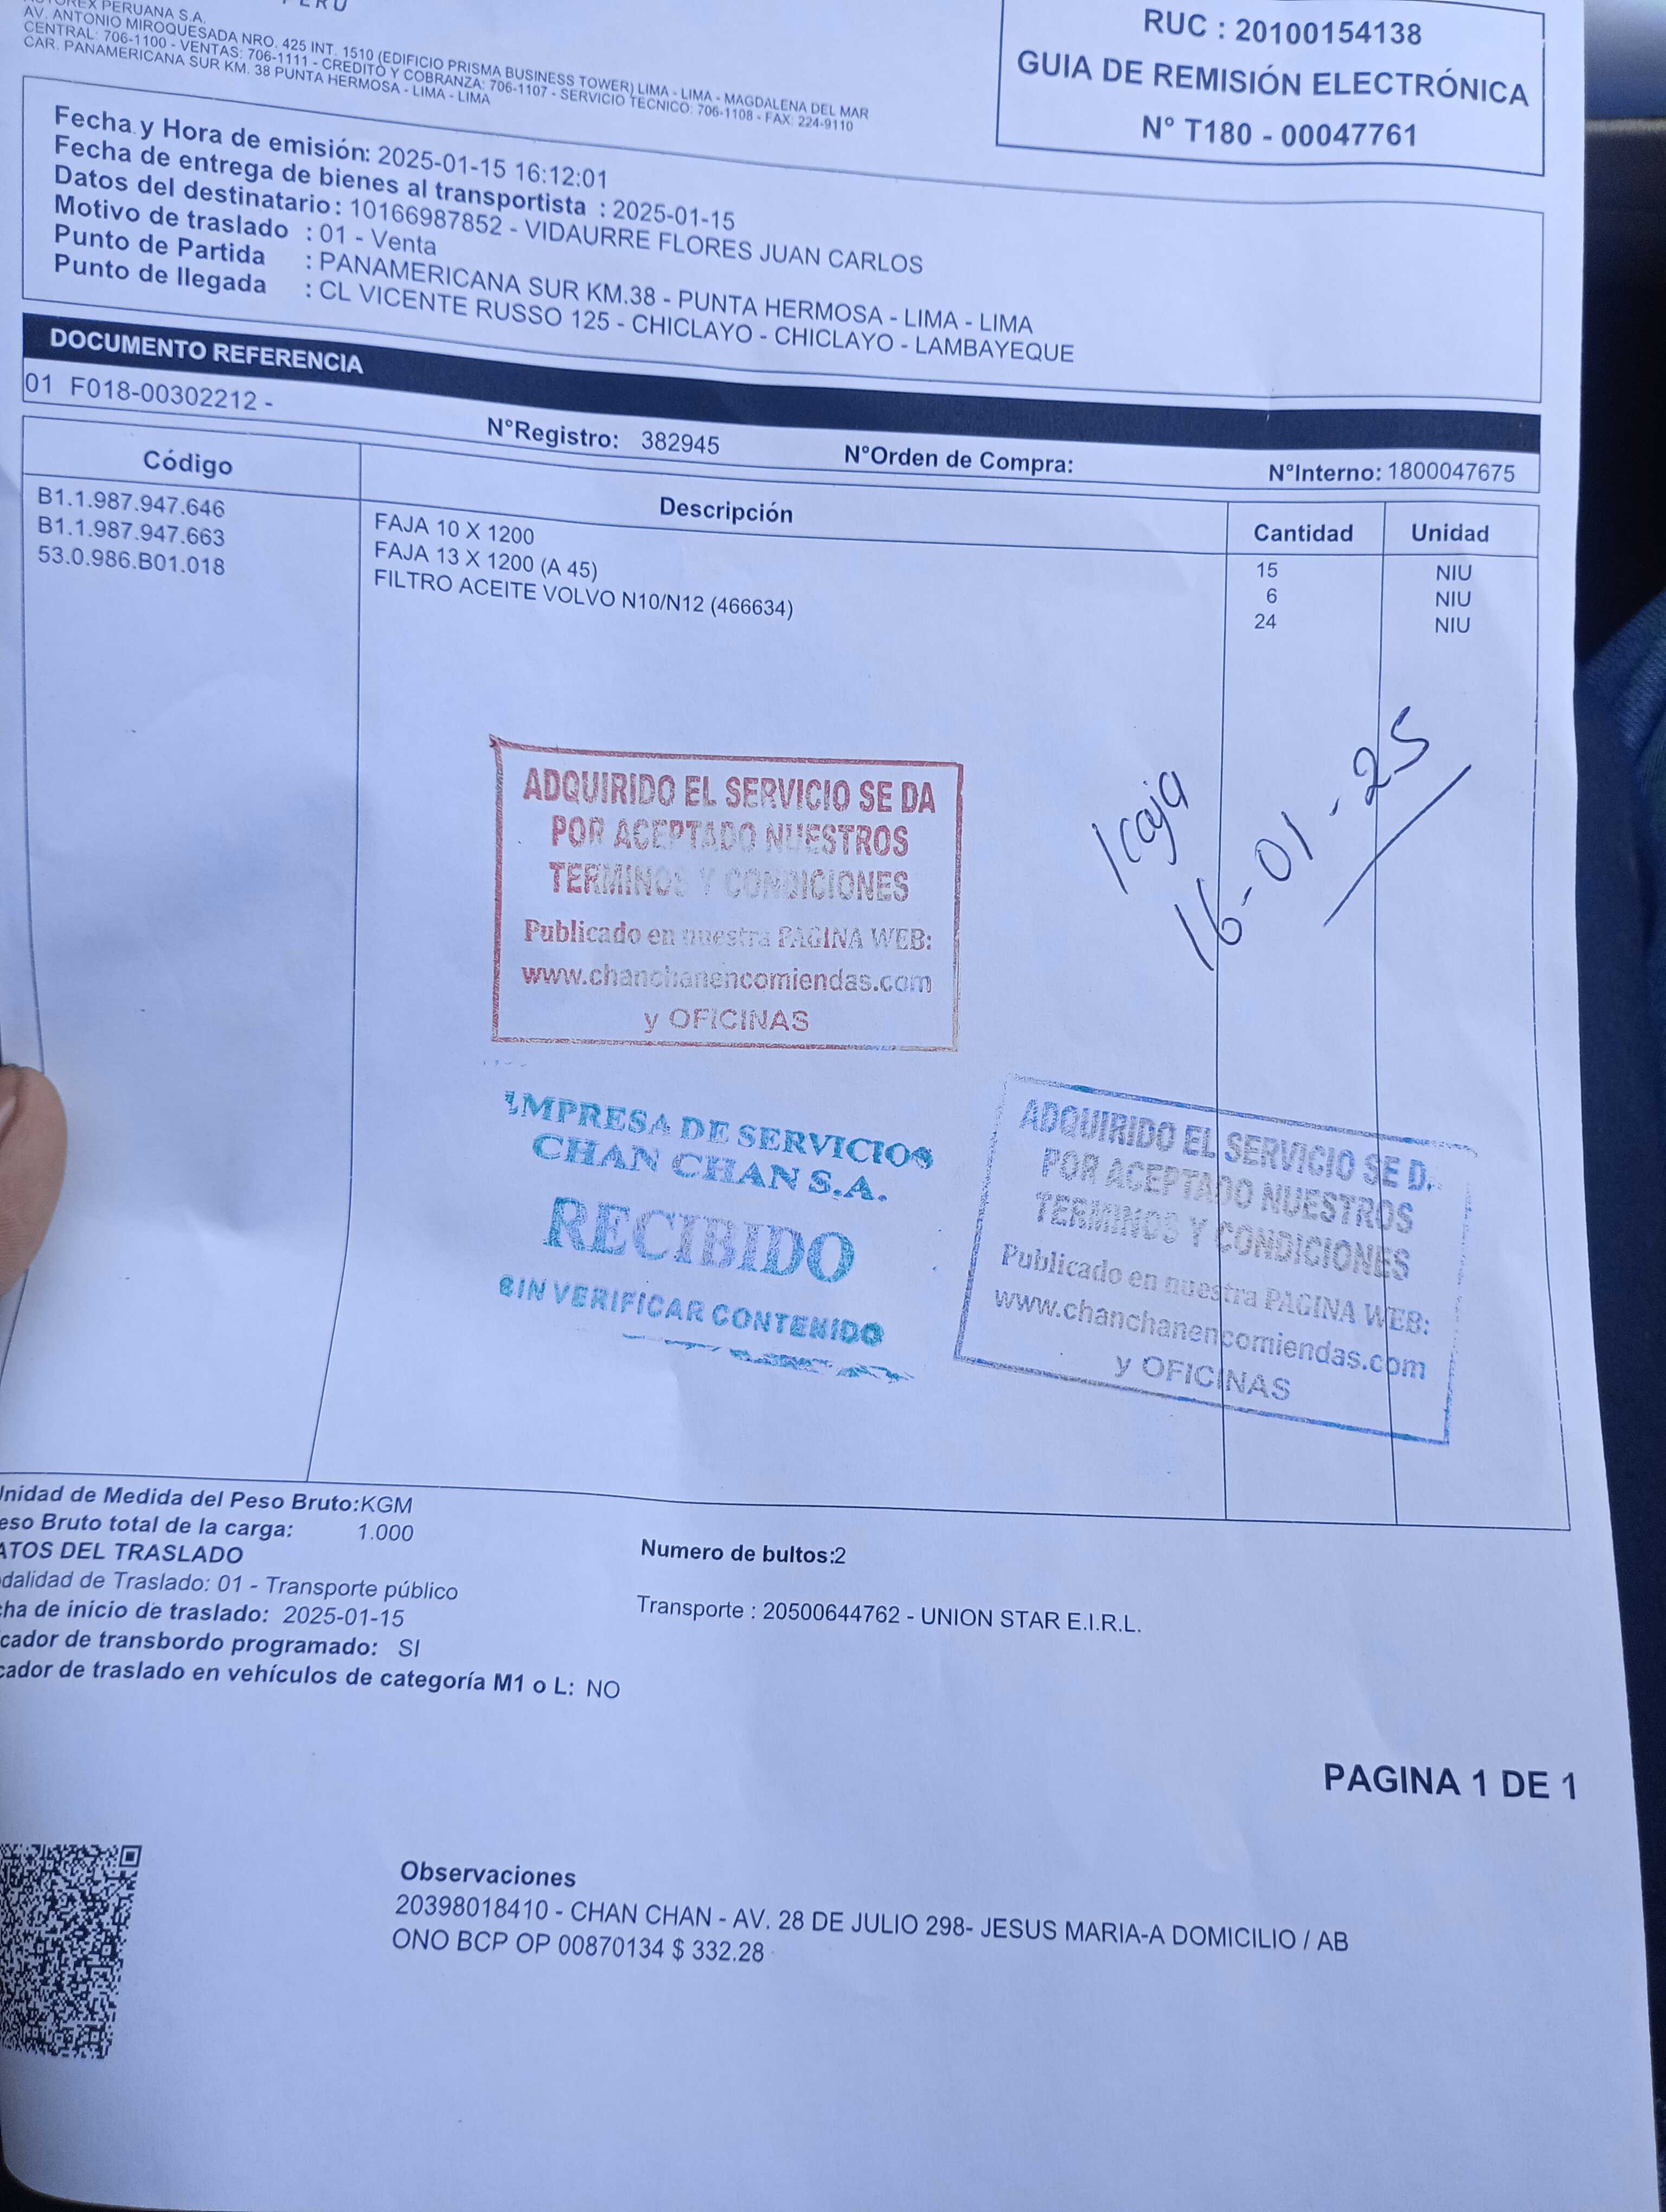 PERU
PERUANA S.A.
AV. ANTONIO MIROQUESADA NRO. 425 INT. 1510 (EDIFICIO PRISMA BUSINESS TOWER) LIMA - LIMA - MAGDALENA DEL MAR
CENTRAL: 706-1100 - VENTAS: 706-1111 - CREDITO Y COBRANZA: 706-1107 - SERVICIO TECNICO: 706-1108 - FAX: 224-9110
CAR. PANAMERICANA SUR KM. 38 PUNTA HERMOSA - LIMA - LIMA
RUC : 20100154138
GUIA DE REMISIÓN ELECTRÓNICA
N° T180 - 00047761
Fecha y Hora de emisión: 2025-01-15 16:12:01
Fecha de entrega de bienes al transportista : 2025-01-15
Datos del destinatario : 10166987852 - VIDAURRE FLORES JUAN CARLOS
Motivo de traslado : 01 - Venta
Punto de Partida : PANAMERICANA SUR KM.38 - PUNTA HERMOSA - LIMA - LIMA
Punto de llegada : CL VICENTE RUSSO 125 - CHICLAYO - CHICLAYO - LAMBAYEQUE
DOCUMENTO REFERENCIA
01 F018-00302212 -
N°Registro: 382945 N°Orden de Compra: N°Interno: 1800047675
Código Descripción Cantidad Unidad
B1.1.987.947.646 FAJA 10 X 1200 15 NIU
B1.1.987.947.663 FAJA 13 X 1200 (A 45) 6 NIU
53.0.986.B01.018 FILTRO ACEITE VOLVO N10/N12 (466634) 24 NIU
1 caja
16-01-25
ADQUIRIDO EL SERVICIO SE DA
POR ACEPTADO NUESTROS
TERMINOS Y CONDICIONES
Publicado en nuestra PAGINA WEB:
www.chanchanencomiendas.com
y OFICINAS
EMPRESA DE SERVICIOS
CHAN CHAN S.A.
RECIBIDO
SIN VERIFICAR CONTENIDO
ADQUIRIDO EL SERVICIO SE D.
POR ACEPTADO NUESTROS
TERMINOS Y CONDICIONES
Publicado en nuestra PAGINA WEB:
www.chanchanencomiendas.com
y OFICINAS
nidad de Medida del Peso Bruto:KGM
eso Bruto total de la carga: 1.000
Numero de bultos:2
ATOS DEL TRASLADO
dalidad de Traslado: 01 - Transporte público
Transporte : 20500644762 - UNION STAR E.I.R.L.
ha de inicio de traslado: 2025-01-15
cador de transbordo programado: SI
cador de traslado en vehículos de categoría M1 o L: NO
PAGINA 1 DE 1
Observaciones
20398018410 - CHAN CHAN - AV. 28 DE JULIO 298- JESUS MARIA-A DOMICILIO / AB
ONO BCP OP 00870134 $ 332.28